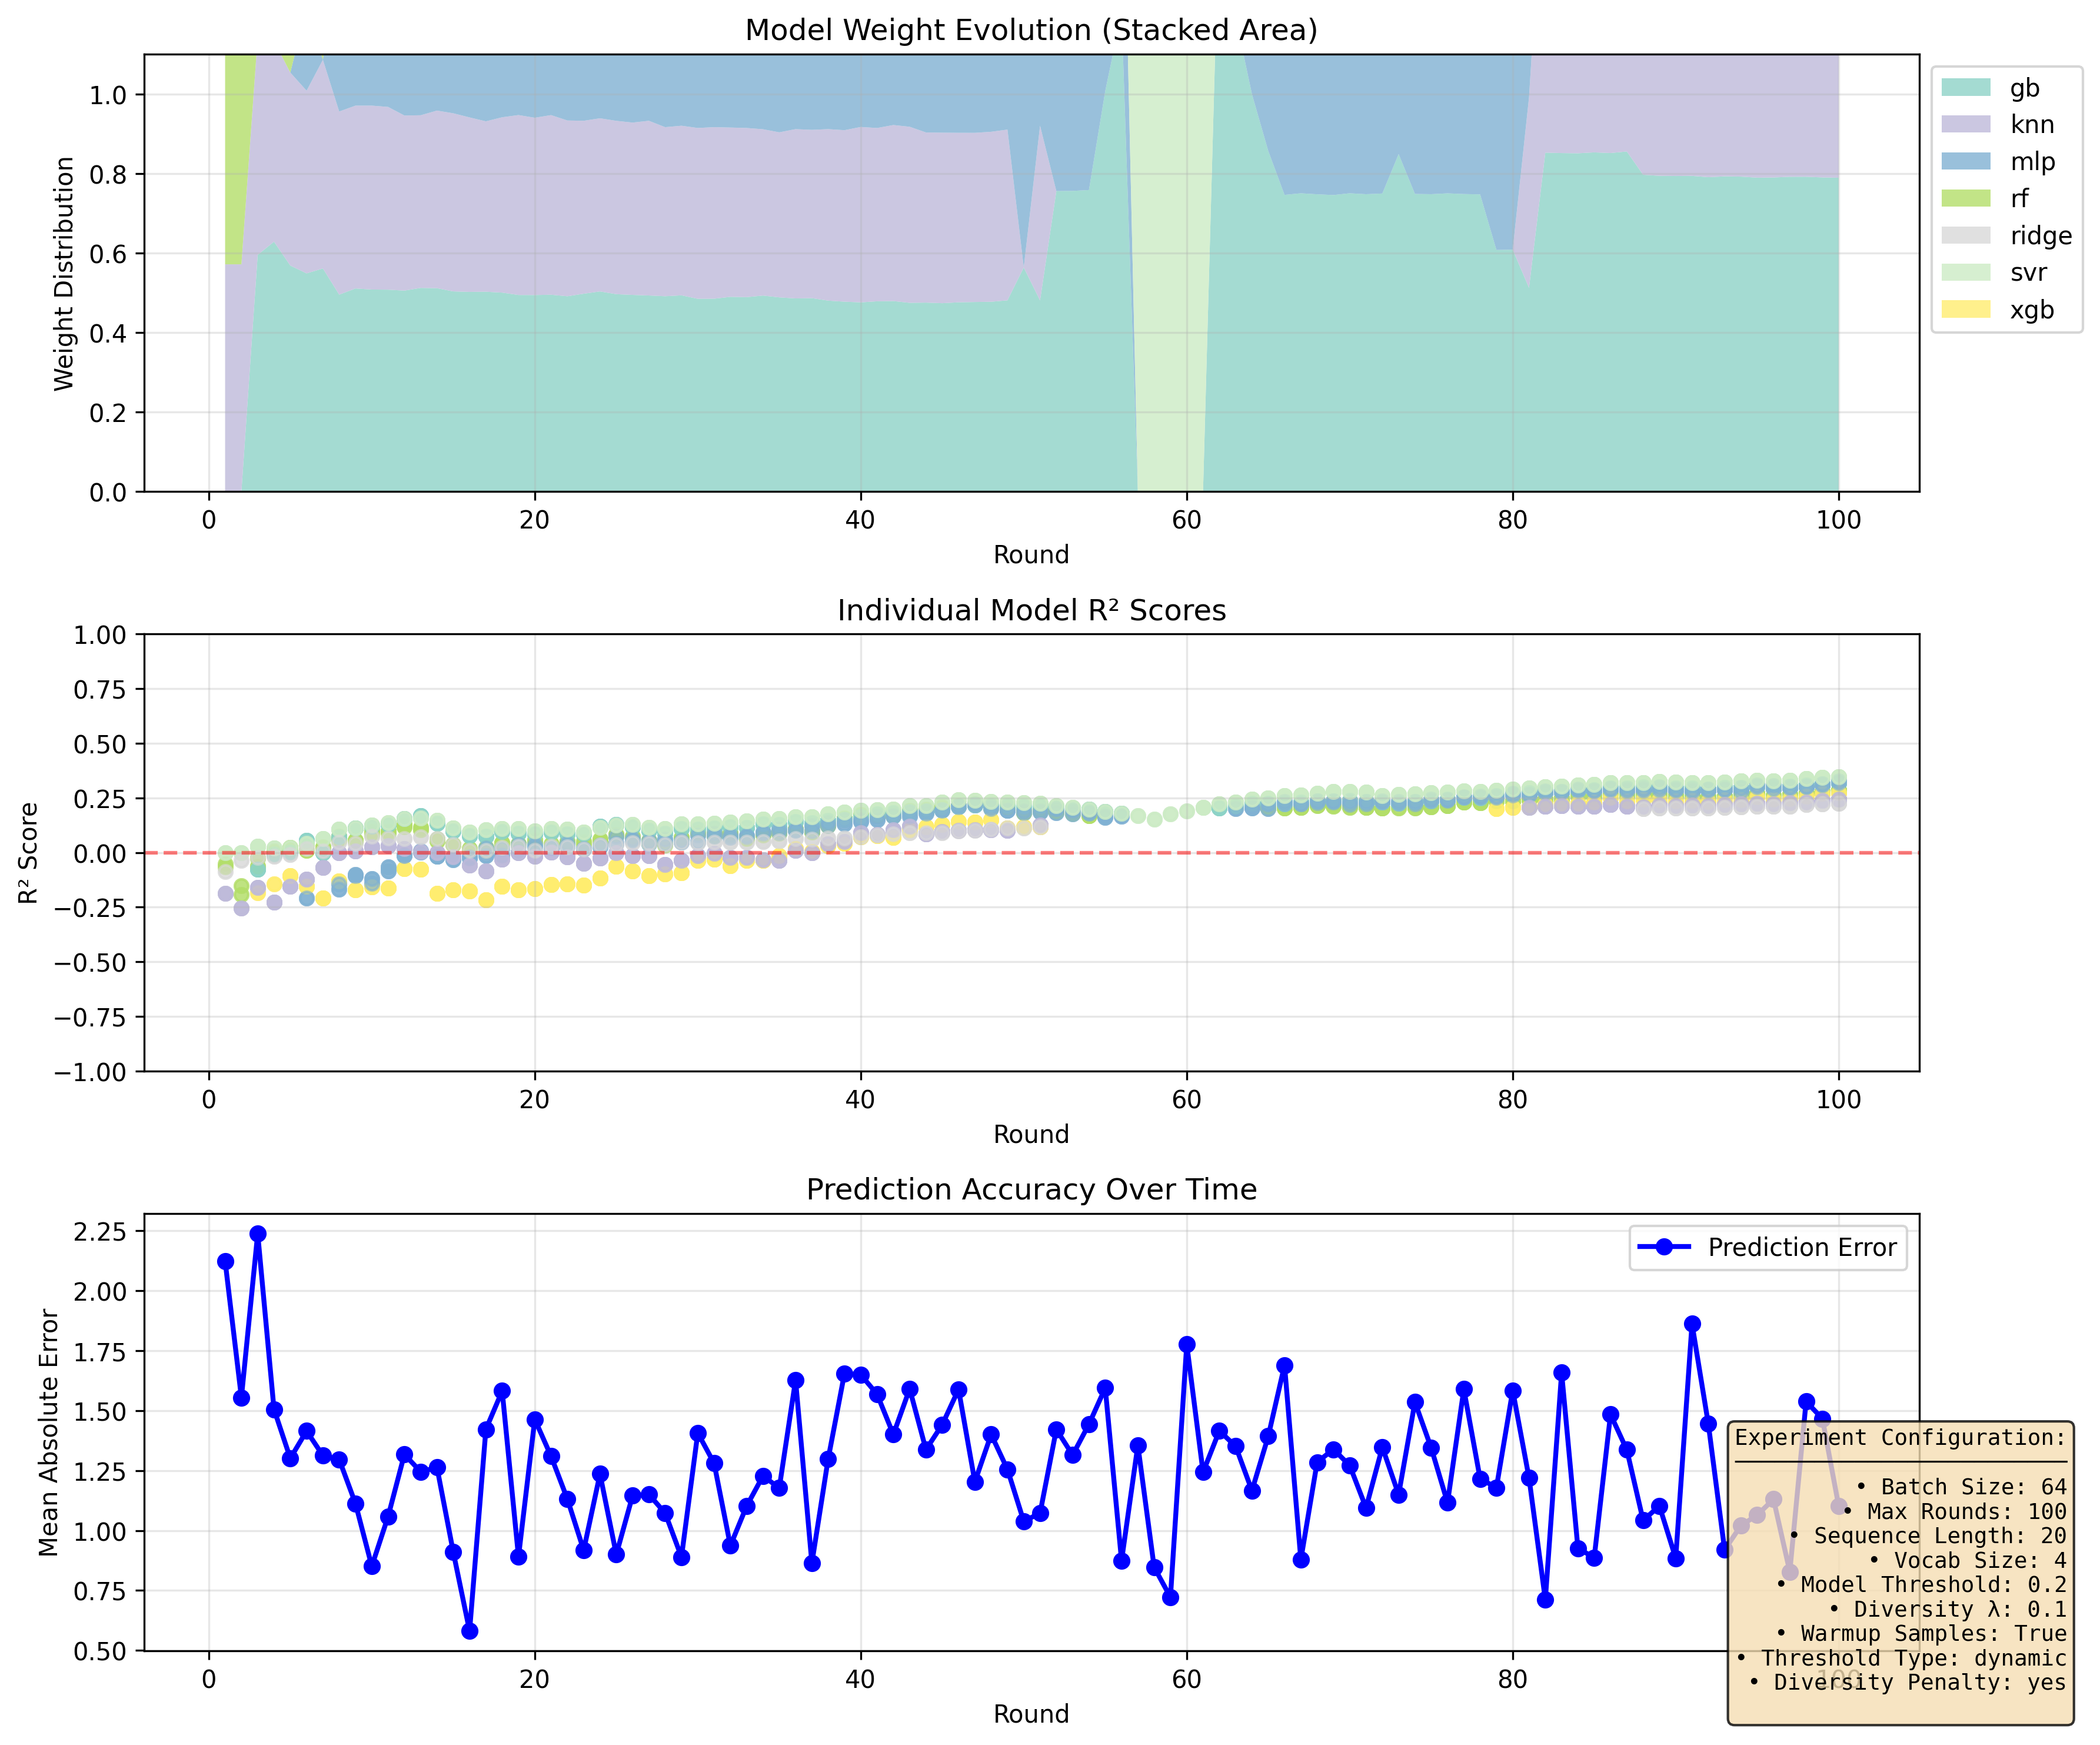 Model Weight Evolution (Stacked Area)
Weight Distribution
1.0
0.8
0.6
0.4
0.2
0.0
0 20 40 60 80 100
Round
gb
knn
mlp
rf
ridge
svr
xgb
Individual Model R² Scores
R² Score
1.00
0.75
0.50
0.25
0.00
−0.25
−0.50
−0.75
−1.00
0 20 40 60 80 100
Round
Prediction Accuracy Over Time
Mean Absolute Error
2.25
2.00
1.75
1.50
1.25
1.00
0.75
0.50
0 20 40 60 80 100
Round
Prediction Error
Experiment Configuration:
• Batch Size: 64
• Max Rounds: 100
• Sequence Length: 20
• Vocab Size: 4
• Model Threshold: 0.2
• Diversity λ: 0.1
• Warmup Samples: True
• Threshold Type: dynamic
• Diversity Penalty: yes